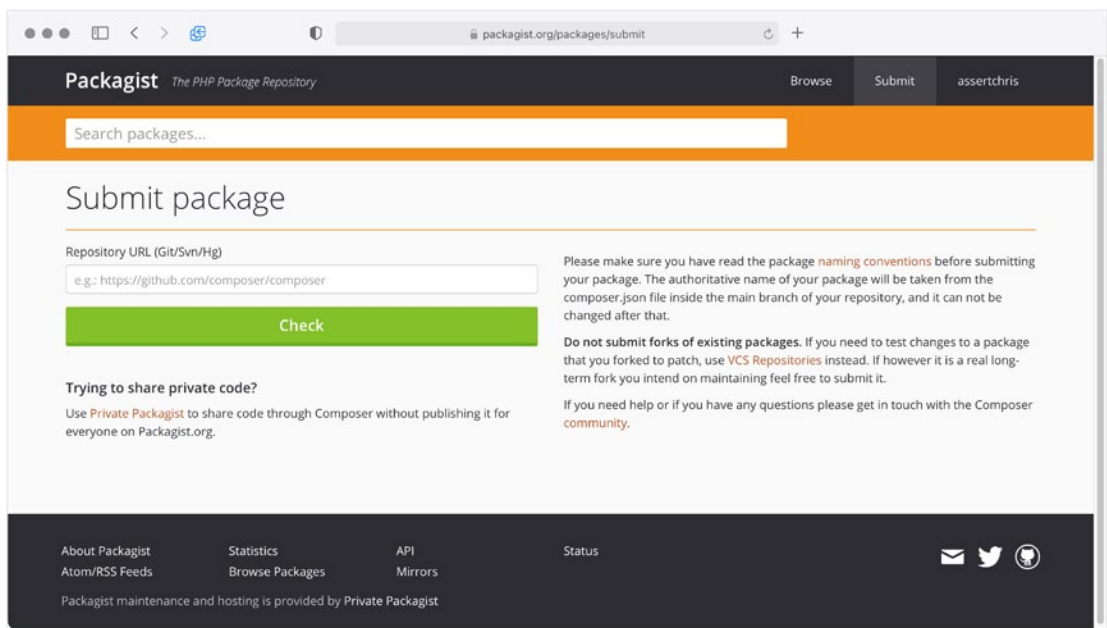 packagist.org/packages/submit
Packagist The PHP Package Repository
Browse Submit assertchris
Search packages...
Submit package
Repository URL (Git/Svn/Hg)
e.g.: https://github.com/composer/composer
Check
Trying to share private code?
Use Private Packagist to share code through Composer without publishing it for
everyone on Packagist.org.
Please make sure you have read the package naming conventions before submitting
your package. The authoritative name of your package will be taken from the
composer.json file inside the main branch of your repository, and it can not be
changed after that.
Do not submit forks of existing packages. If you need to test changes to a package
that you forked to patch, use VCS Repositories instead. If however it is a real long-
term fork you intend on maintaining feel free to submit it.
If you need help or if you have any questions please get in touch with the Composer
community.
About Packagist Statistics API Status
Atom/RSS Feeds Browse Packages Mirrors
Packagist maintenance and hosting is provided by Private Packagist